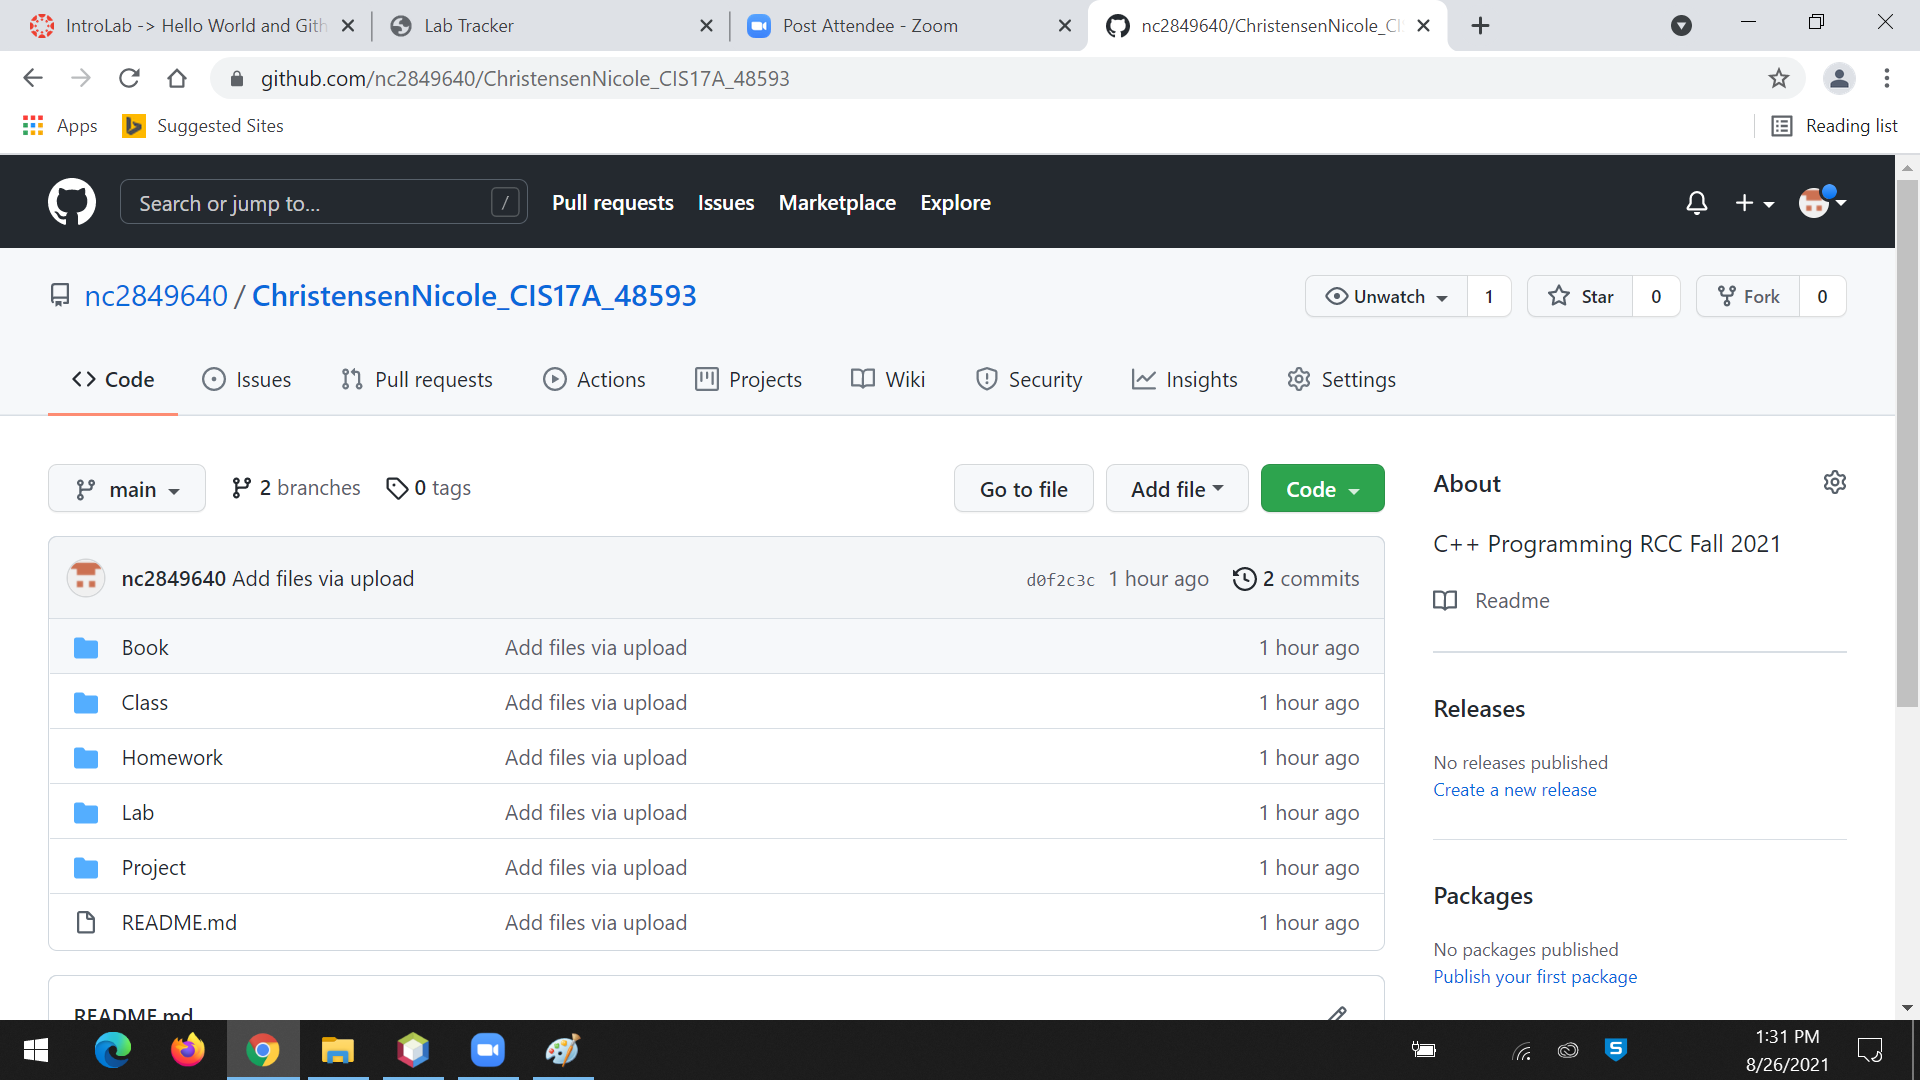 IntroLab -> Hello World and Gith
Lab Tracker
Post Attendee - Zoom
nc2849640/ChristensenNicole_CIS
github.com/nc2849640/ChristensenNicole_CIS17A_48593
Apps
Suggested Sites
Reading list
Search or jump to...
/
Pull requests
Issues
Marketplace
Explore
nc2849640 / ChristensenNicole_CIS17A_48593
Unwatch 1
Star 0
Fork 0
Code
Issues
Pull requests
Actions
Projects
Wiki
Security
Insights
Settings
main
2 branches
0 tags
Go to file
Add file
Code
About
C++ Programming RCC Fall 2021
Readme
nc2849640 Add files via upload d0f2c3c 1 hour ago 2 commits
Book Add files via upload 1 hour ago
Class Add files via upload 1 hour ago
Homework Add files via upload 1 hour ago
Lab Add files via upload 1 hour ago
Project Add files via upload 1 hour ago
README.md Add files via upload 1 hour ago
Releases
No releases published
Create a new release
Packages
No packages published
Publish your first package
README.md
1:31 PM
8/26/2021